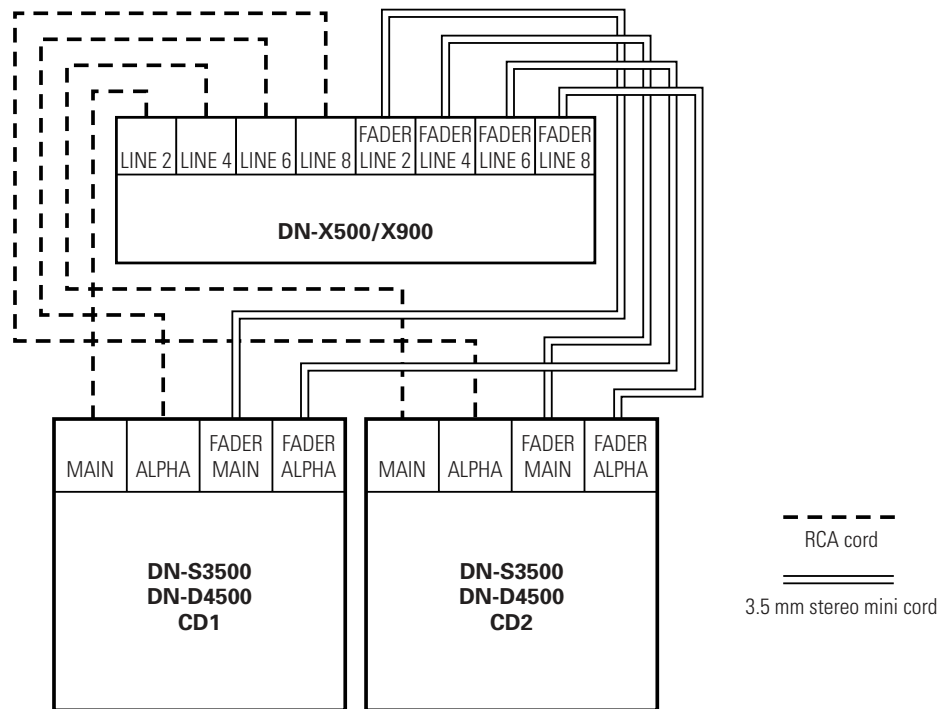 LINE 2 LINE 4 LINE 6 LINE 8
FADER
LINE 2
FADER
LINE 4
FADER
LINE 6
FADER
LINE 8
DN-X500/X900
MAIN
ALPHA
FADER
MAIN
FADER
ALPHA
DN-S3500
DN-D4500
CD1
MAIN
ALPHA
FADER
MAIN
FADER
ALPHA
DN-S3500
DN-D4500
CD2
RCA cord
3.5 mm stereo mini cord